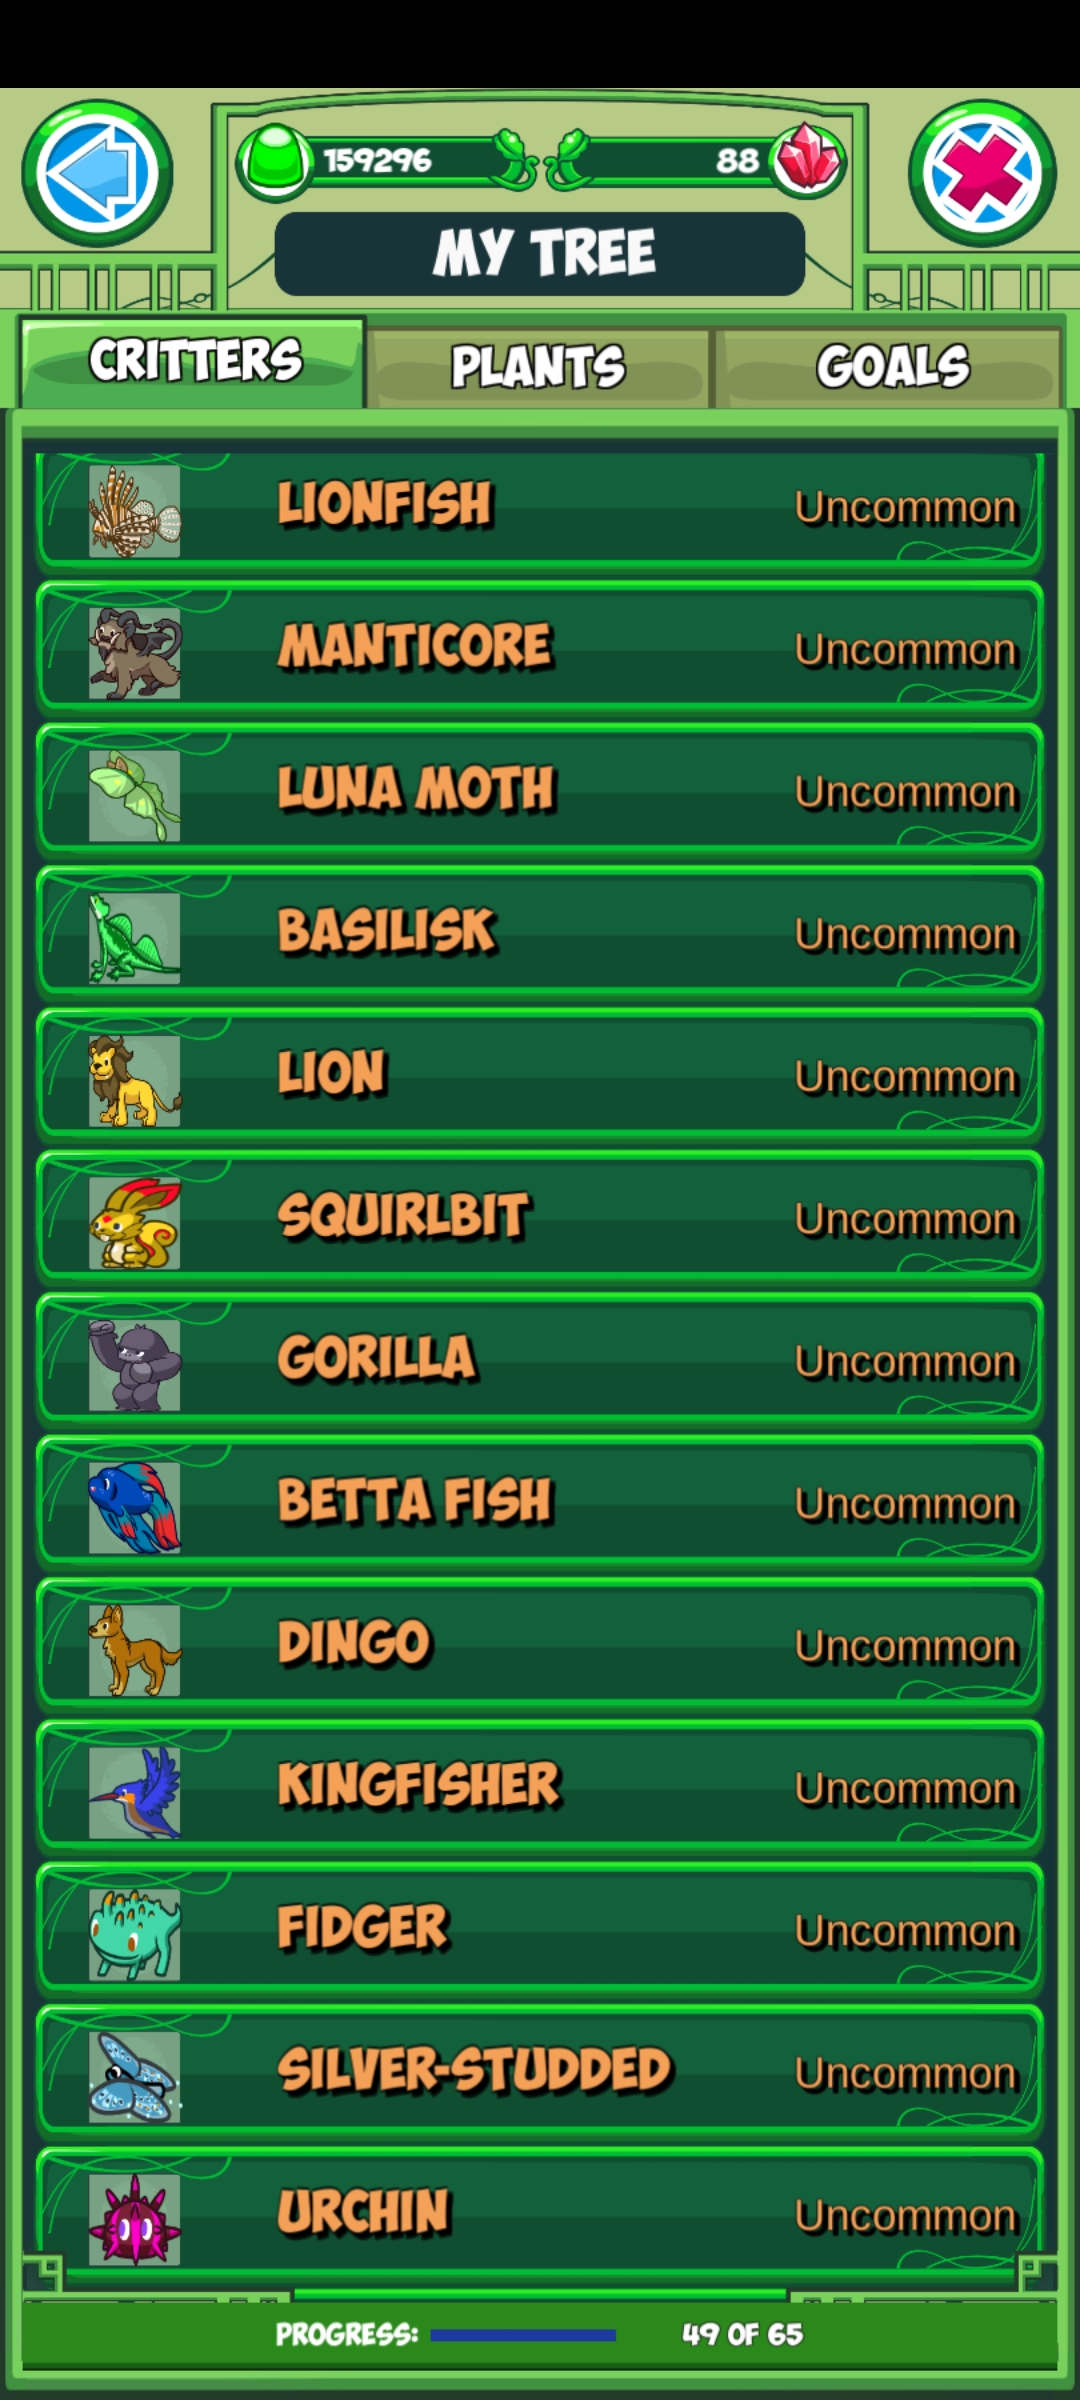 159296
88
MY TREE
CRITTERS
PLANTS
GOALS
LIONFISH
Uncommon
MANTICORE
Uncommon
LUNA MOTH
Uncommon
BASILISK
Uncommon
LION
Uncommon
SQUIRLBIT
Uncommon
GORILLA
Uncommon
BETTA FISH
Uncommon
DINGO
Uncommon
KINGFISHER
Uncommon
FIDGER
Uncommon
SILVER-STUDDED
Uncommon
URCHIN
Uncommon
PROGRESS:
49 OF 65